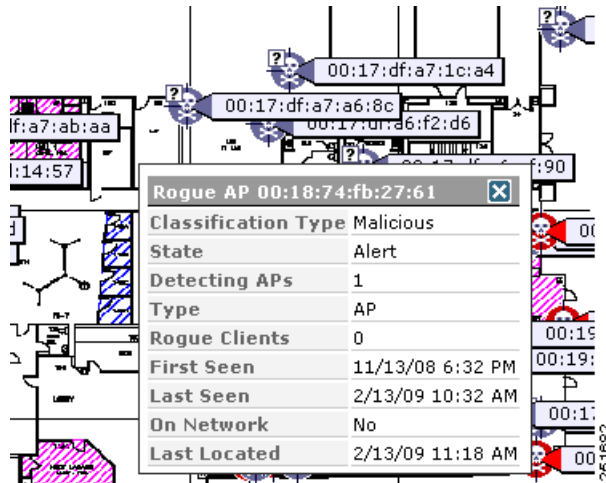 00:17:df:a7:1c:a4
00:17:df:a7:a6:8c
00:17:df:a6:f2:d6
lf:a7:ab:aa
f:90
l:14:57
Rogue AP 00:18:74:fb:27:61
Classification Type Malicious
State Alert
Detecting APs 1
Type AP
Rogue Clients 0
First Seen 11/13/08 6:32 PM
Last Seen 2/13/09 10:32 AM
On Network No
Last Located 2/13/09 11:18 AM
00
00:19
00:19:
00:17
00
LOBBY
251692